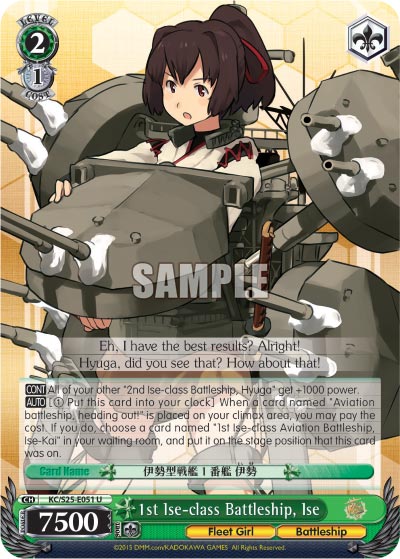 LEVEL
2
1
COST
SAMPLE
Eh, I have the best results? Alright!
Hyuga, did you see that? How about that!
CONT All of your other "2nd Ise-class Battleship, Hyuga" get +1000 power.
AUTO [① Put this card into your clock] When a card named "Aviation
battleship, heading out!" is placed on your climax area, you may pay the
cost. If you do, choose a card named "1st Ise-class Aviation Battleship,
Ise-Kai" in your waiting room, and put it on the stage position that this card
was on.
Card Name
伊勢型戦艦 1番艦 伊勢
CH KC/S25-E051 U
POWER
7500
SOUL
1st Ise-class Battleship, Ise
Fleet Girl
Battleship
©2015 DMM.com/KADOKAWA GAMES All Rights Reserved.